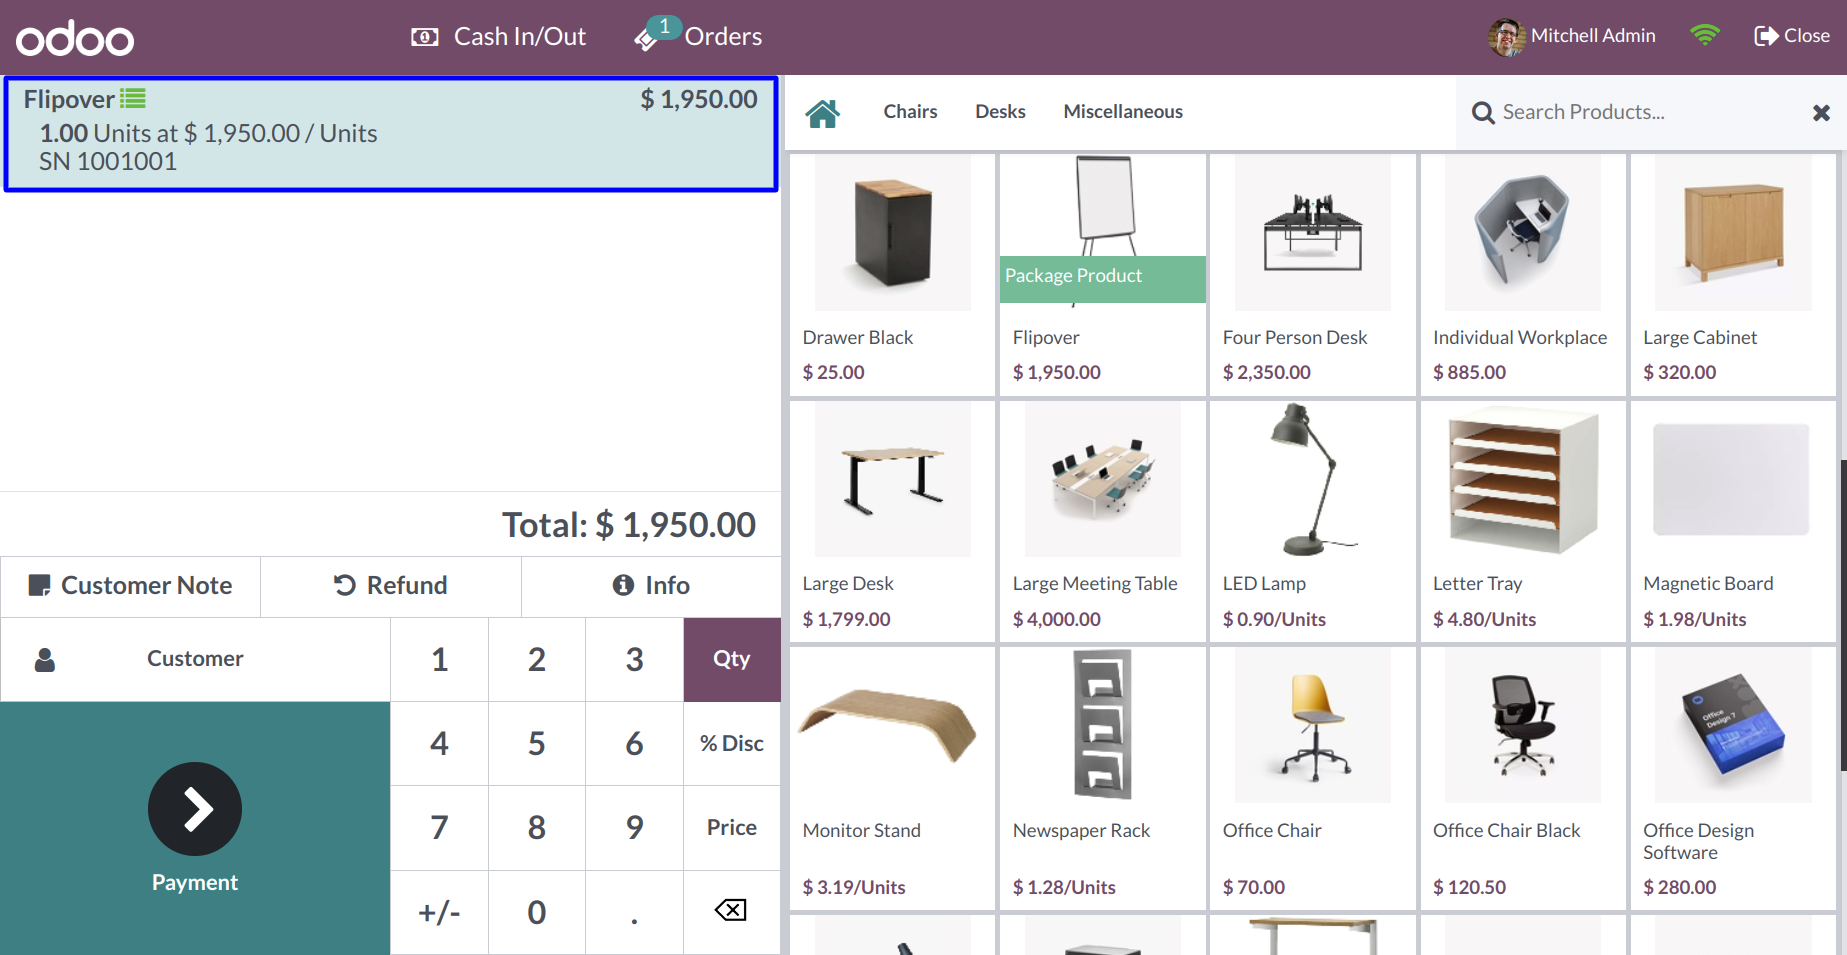 odoo
Cash In/Out
1
Orders
Mitchell Admin
Close
Flipover
$ 1,950.00
1.00 Units at $ 1,950.00 / Units
SN 1001001
Total: $ 1,950.00
Customer Note
Refund
Info
Customer
1
2
3
Qty
4
5
6
% Disc
7
8
9
Price
+/-
0
.
Payment
Chairs
Desks
Miscellaneous
Search Products...
Package Product
Drawer Black
$ 25.00
Flipover
$ 1,950.00
Four Person Desk
$ 2,350.00
Individual Workplace
$ 885.00
Large Cabinet
$ 320.00
Large Desk
$ 1,799.00
Large Meeting Table
$ 4,000.00
LED Lamp
$ 0.90/Units
Letter Tray
$ 4.80/Units
Magnetic Board
$ 1.98/Units
Monitor Stand
$ 3.19/Units
Newspaper Rack
$ 1.28/Units
Office Chair
$ 70.00
Office Chair Black
$ 120.50
Office
Design 7
Office Design
Software
$ 280.00